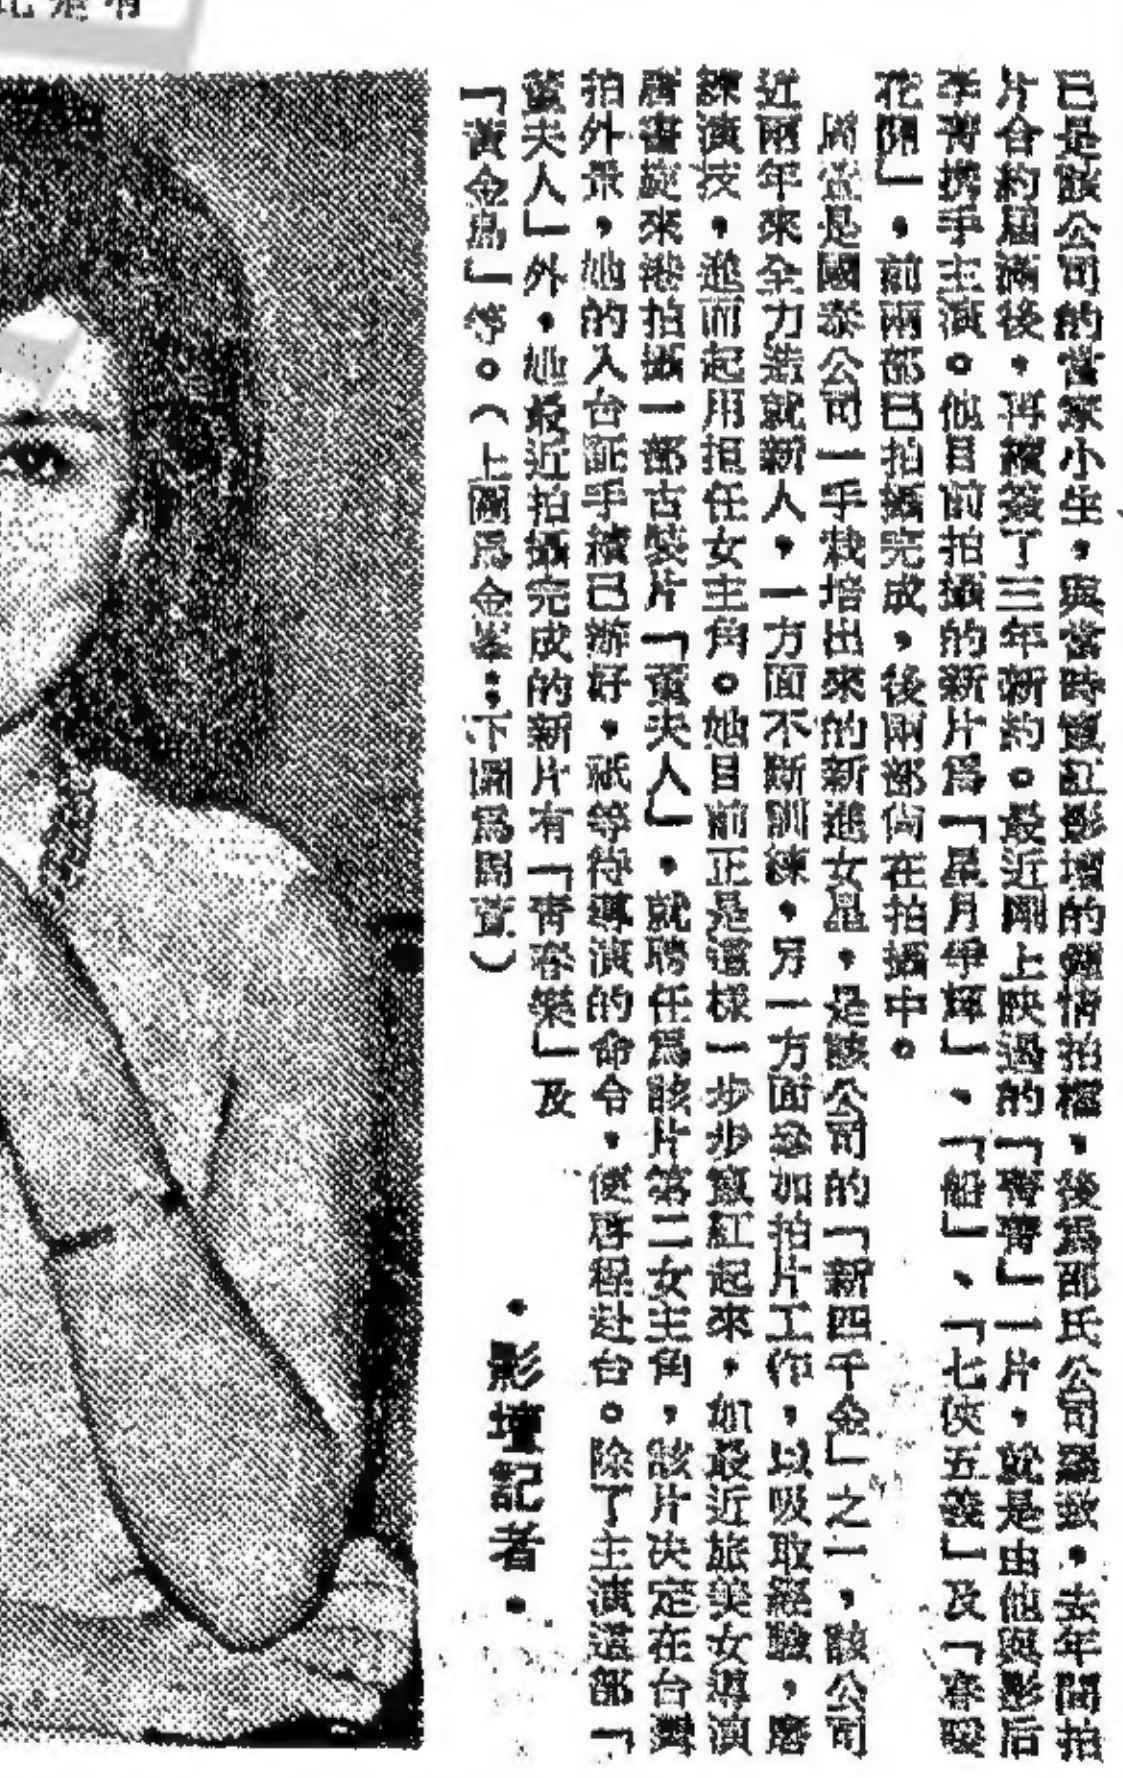 已是該公司的當家小生,與當時竄紅影壇的鍾情拍檔,後為邵氏公司羅致,去年間拍
片合約屆滿後,再續簽了三年新約。最近剛上映過的「菁菁」一片,就是由他與影后
李菁携手主演。他目前拍攝的新片爲「星月爭輝」、「船」、「七俠五義」及「春暖
花開」,前兩部已拍攝完成,後兩部尙在拍攝中。
周萱是國泰公司一手栽培出來的新進女星,是該公司的「新四千金」之一,該公司
近兩年來全力造就新人,一方面不斷訓練,另一方面參加拍片工作,以吸取經驗,磨
練演技,進而起用担任女主角。她目前正是這樣一步步竄紅起來,如最近旅美女導演
唐書璇來港拍攝一部古裝片「董夫人」,就聘任爲該片第二女主角,該片決定在台灣
拍外景,她的入台証手續已辦好,祇等待導演的命令,便啓程赴台。除了主演這部「
董夫人」外,她最近拍攝完成的新片有「青春樂」及
「黃金島」等。(上圖爲金峯;下圖爲周萱)
•影壇記者•